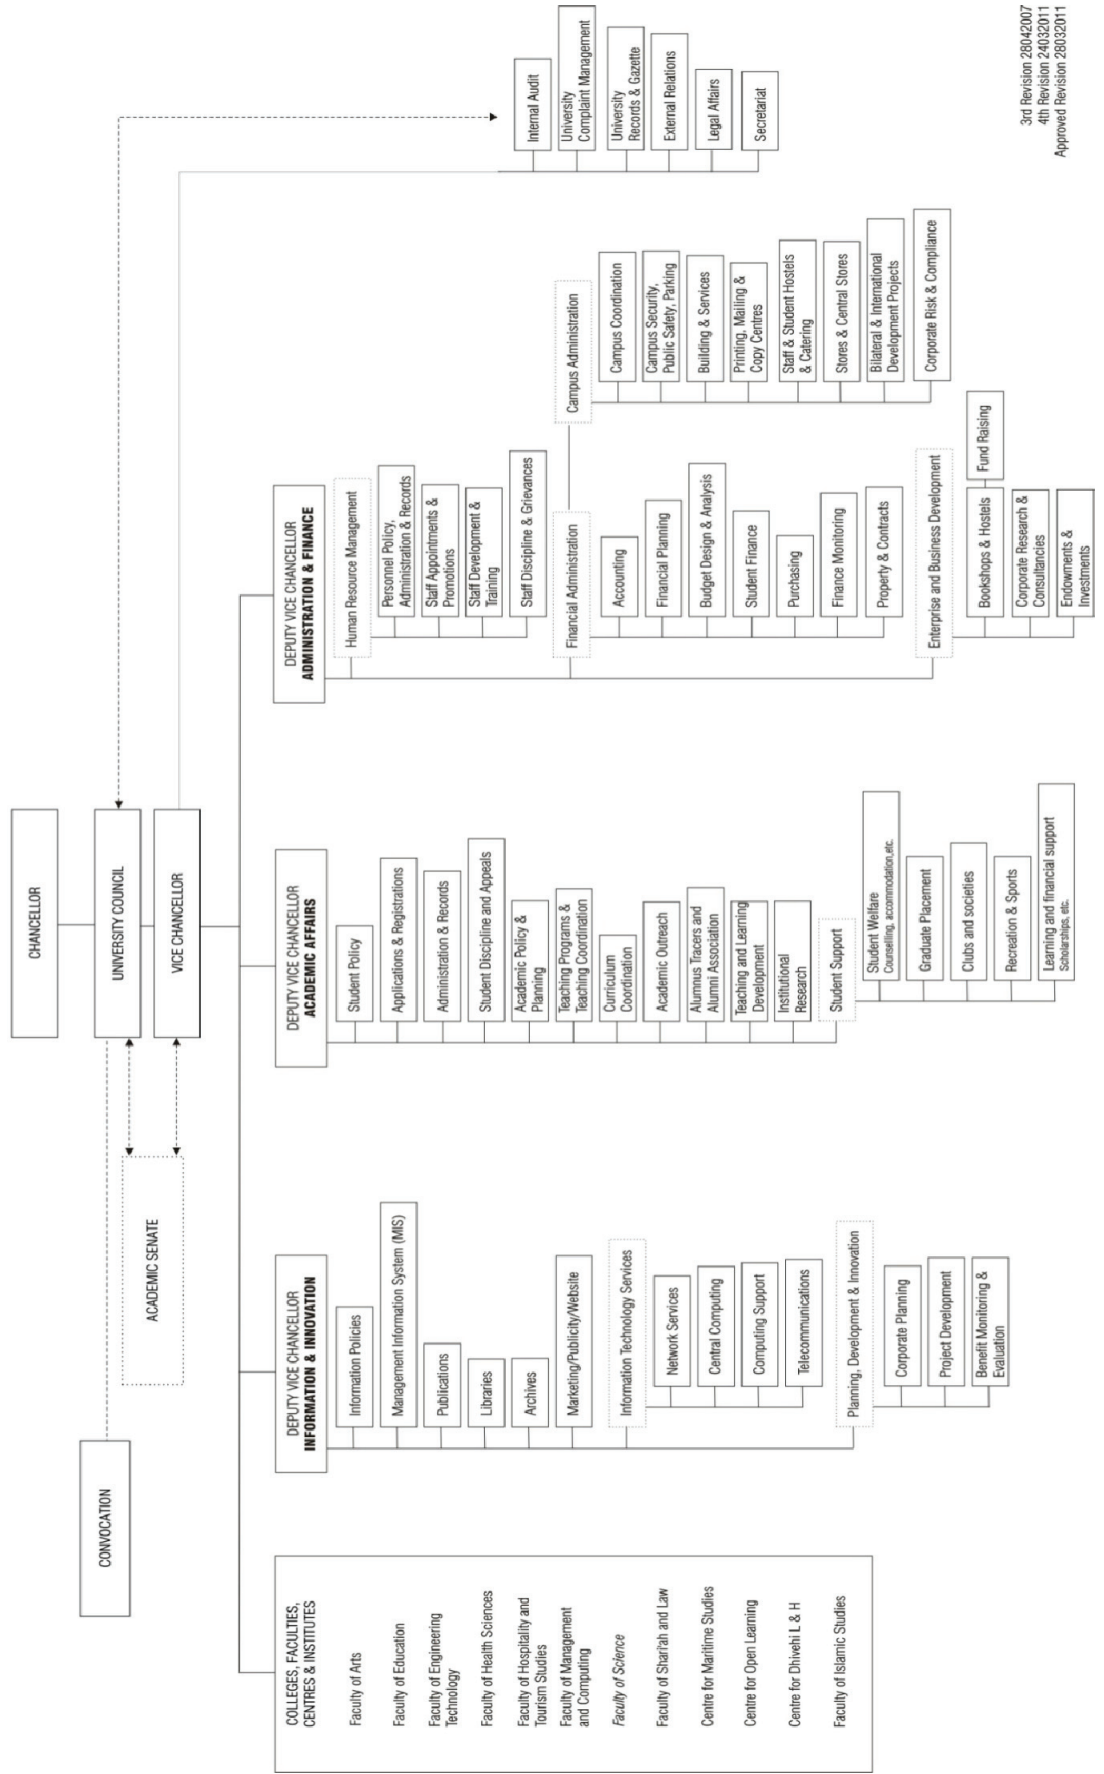 CHANCELLOR
UNIVERSITY COUNCIL
VICE CHANCELLOR
CONVOCATION
ACADEMIC SENATE
COLLEGES, FACULTIES,
CENTRES & INSTITUTES
Faculty of Arts
Faculty of Education
Faculty of Engineering
Technology
Faculty of Health Sciences
Faculty of Hospitality and
Tourism Studies
Faculty of Management
and Computing
Faculty of Science
Faculty of Shari'ah and Law
Centre for Maritime Studies
Centre for Open Learning
Centre for Dhivehi L & H
Faculty of Islamic Studies
DEPUTY VICE CHANCELLOR
INFORMATION & INNOVATION
Information Policies
Management Information System (MIS)
Publications
Libraries
Archives
Marketing/Publicity/Website
Information Technology Services
Network Services
Central Computing
Computing Support
Telecommunications
Planning, Development & Innovation
Corporate Planning
Project Development
Benefit Monitoring &
Evaluation
DEPUTY VICE CHANCELLOR
ACADEMIC AFFAIRS
Student Policy
Applications & Registrations
Administration & Records
Student Discipline and Appeals
Academic Policy &
Planning
Teaching Programs &
Teaching Coordination
Curriculum
Coordination
Academic Outreach
Alumnus Tracers and
Alumni Association
Teaching and Learning
Development
Institutional
Research
Student Support
Student Welfare
Counselling, accommodation,etc.
Graduate Placement
Clubs and societies
Recreation & Sports
Learning and financial support
Scholarships, etc.
DEPUTY VICE CHANCELLOR
ADMINISTRATION & FINANCE
Human Resource Management
Personnel Policy,
Administration & Records
Staff Appointments &
Promotions
Staff Development &
Training
Staff Discipline & Grievances
Financial Administration
Accounting
Financial Planning
Budget Design & Analysis
Student Finance
Purchasing
Finance Monitoring
Property & Contracts
Campus Administration
Campus Coordination
Campus Security,
Public Safety, Parking
Building & Services
Printing, Mailing &
Copy Centres
Staff & Student Hostels
& Catering
Stores & Central Stores
Bilateral & International
Development Projects
Corporate Risk & Compliance
Enterprise and Business Development
Bookshops & Hostels
Fund Raising
Corporate Research &
Consultancies
Endowments &
Investments
Internal Audit
University
Complaint Management
University
Records & Gazette
External Relations
Legal Affairs
Secretariat
3rd Revision 28042007
4th Revision 24032011
Approved Revision 28032011